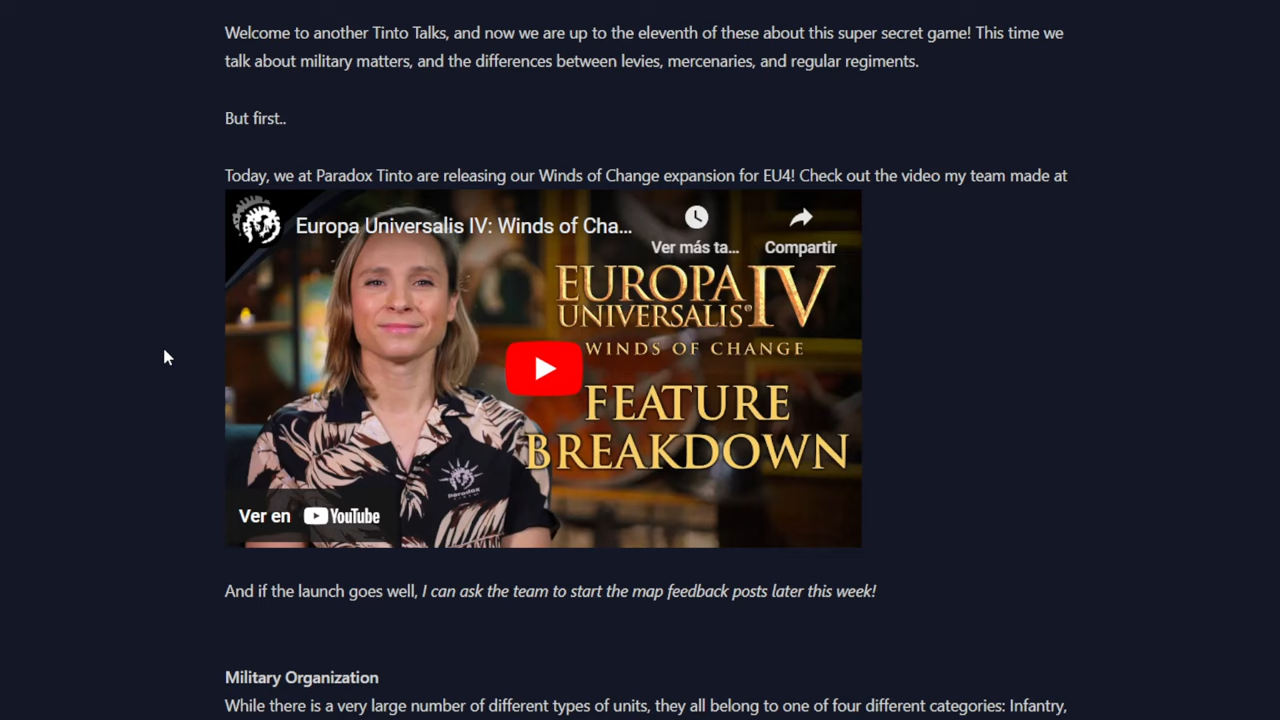 Welcome to another Tinto Talks, and now we are up to the eleventh of these about this super secret game! This time we
talk about military matters, and the differences between levies, mercenaries, and regular regiments.
But first..
Today, we at Paradox Tinto are releasing our Winds of Change expansion for EU4! Check out the video my team made at
Europa Universalis IV: Winds of Cha...
Ver más ta...
Compartir
EUROPA
UNIVERSALIS IV
WINDS OF CHANGE
FEATURE
BREAKDOWN
paradox
Ver en YouTube
And if the launch goes well, I can ask the team to start the map feedback posts later this week!
Military Organization
While there is a very large number of different types of units, they all belong to one of four different categories: Infantry,